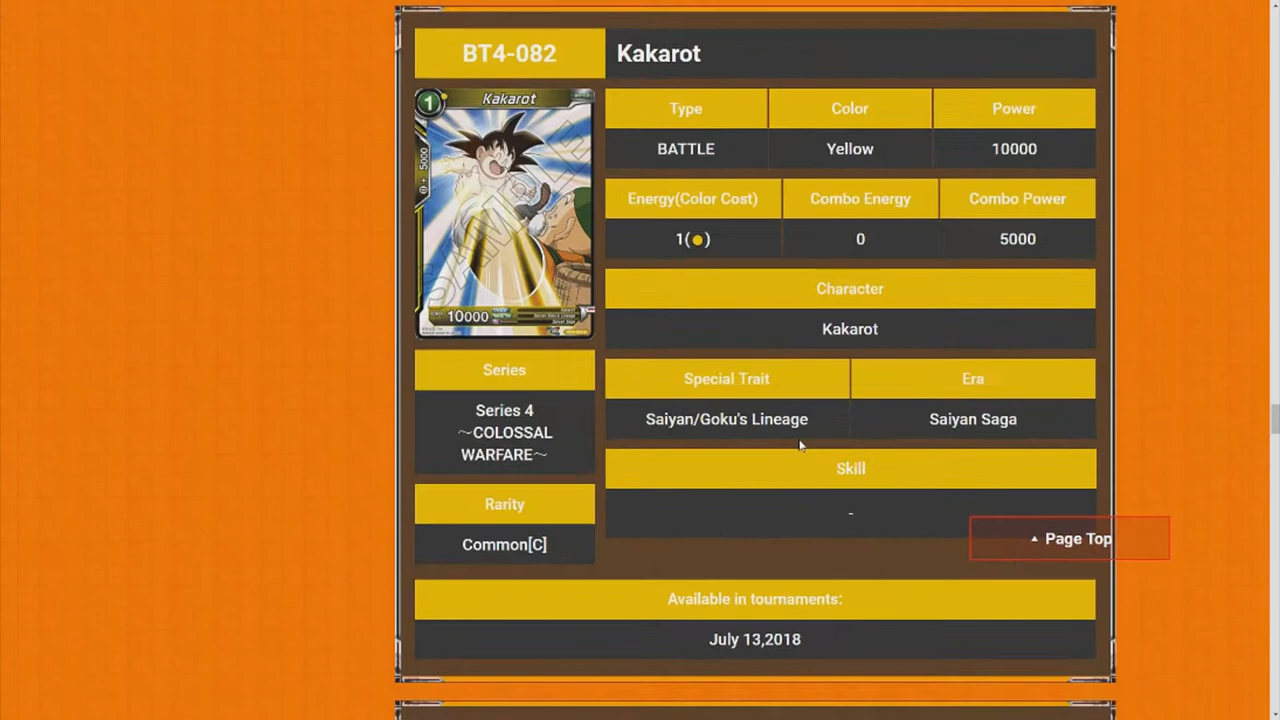 BT4-082
Kakarot
1
Kakarot
5000
10000
Type
Color
Power
BATTLE
Yellow
10000
Energy(Color Cost)
Combo Energy
Combo Power
1( )
0
5000
Character
Kakarot
Special Trait
Era
Saiyan/Goku's Lineage
Saiyan Saga
Skill
-
Series
Series 4
～COLOSSAL
WARFARE～
Rarity
Common[C]
Page Top
Available in tournaments:
July 13,2018